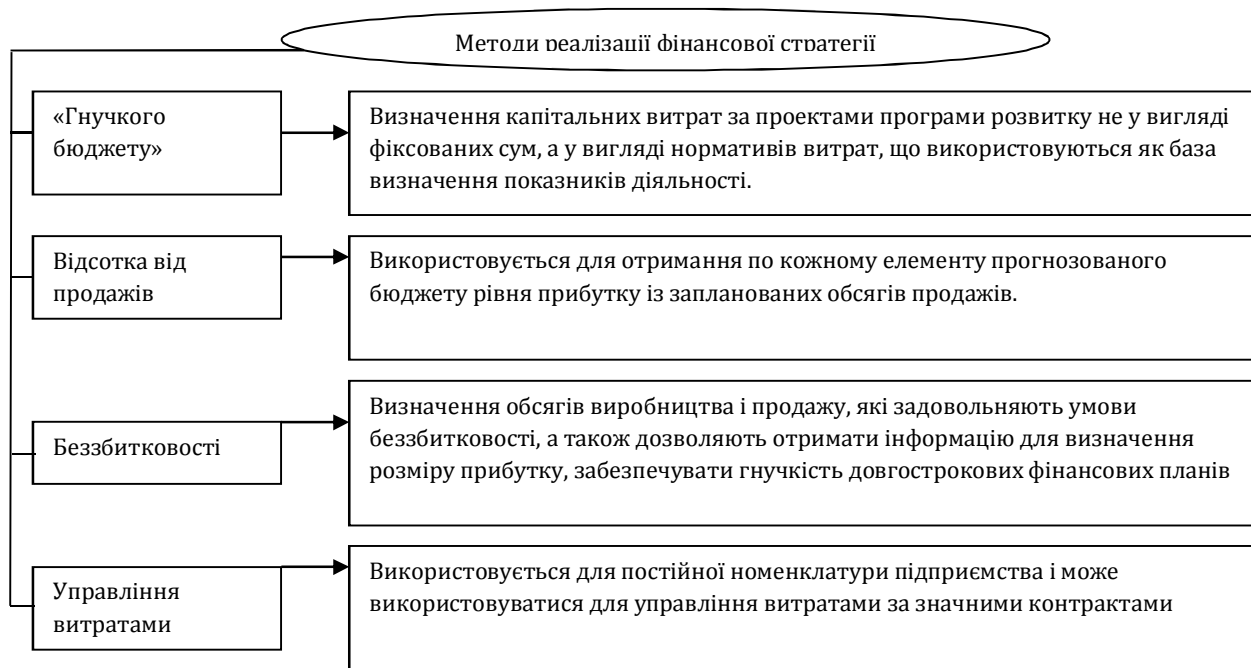 Методи реалізації фінансової стратегії
«Гнучкого
бюджету»
Визначення капітальних витрат за проектами програми розвитку не у вигляді
фіксованих сум, а у вигляді нормативів витрат, що використовуються як база
визначення показників діяльності.
Відсотка від
продажів
Використовується для отримання по кожному елементу прогнозованого
бюджету рівня прибутку із запланованих обсягів продажів.
Беззбитковості
Визначення обсягів виробництва і продажу, які задовольняють умови
беззбитковості, а також дозволяють отримати інформацію для визначення
розміру прибутку, забезпечувати гнучкість довгострокових фінансових планів
Управління
витратами
Використовується для постійної номенклатури підприємства і може
використовуватися для управління витратами за значними контрактами